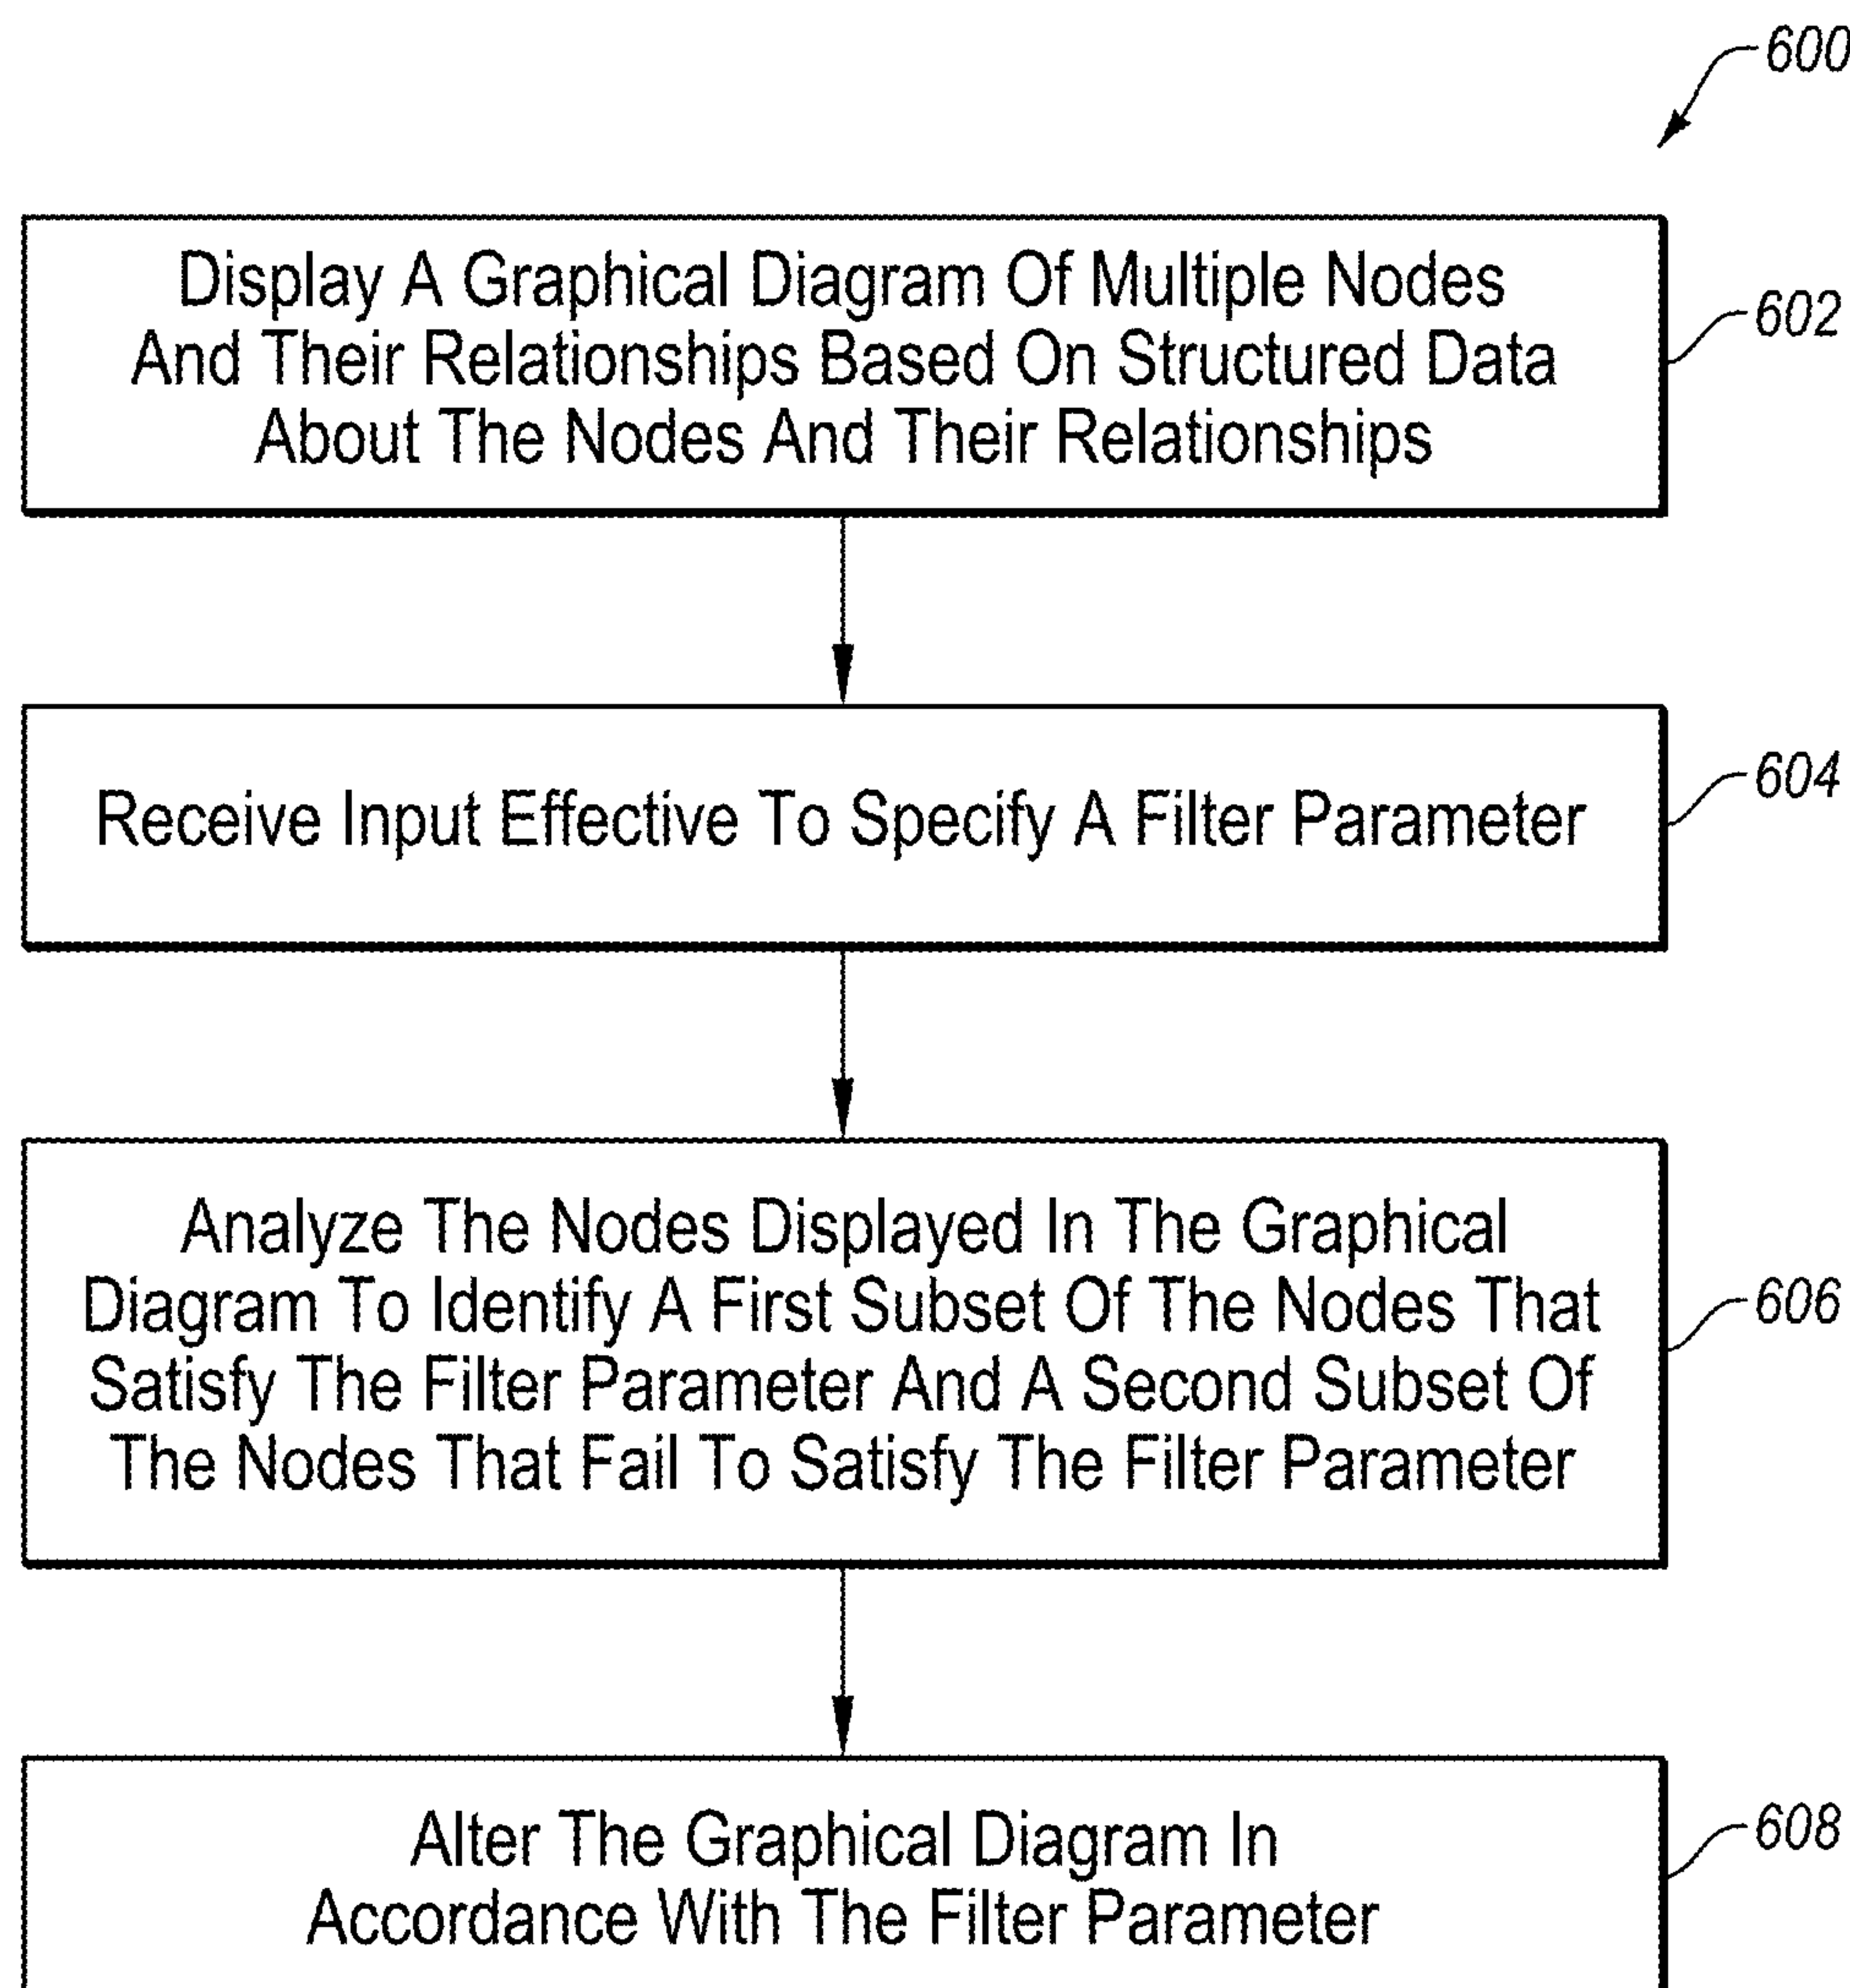 600
Display A Graphical Diagram Of Multiple Nodes
And Their Relationships Based On Structured Data
About The Nodes And Their Relationships
602
Receive Input Effective To Specify A Filter Parameter
604
Analyze The Nodes Displayed In The Graphical
Diagram To Identify A First Subset Of The Nodes That
Satisfy The Filter Parameter And A Second Subset Of
The Nodes That Fail To Satisfy The Filter Parameter
606
Alter The Graphical Diagram In
Accordance With The Filter Parameter
608